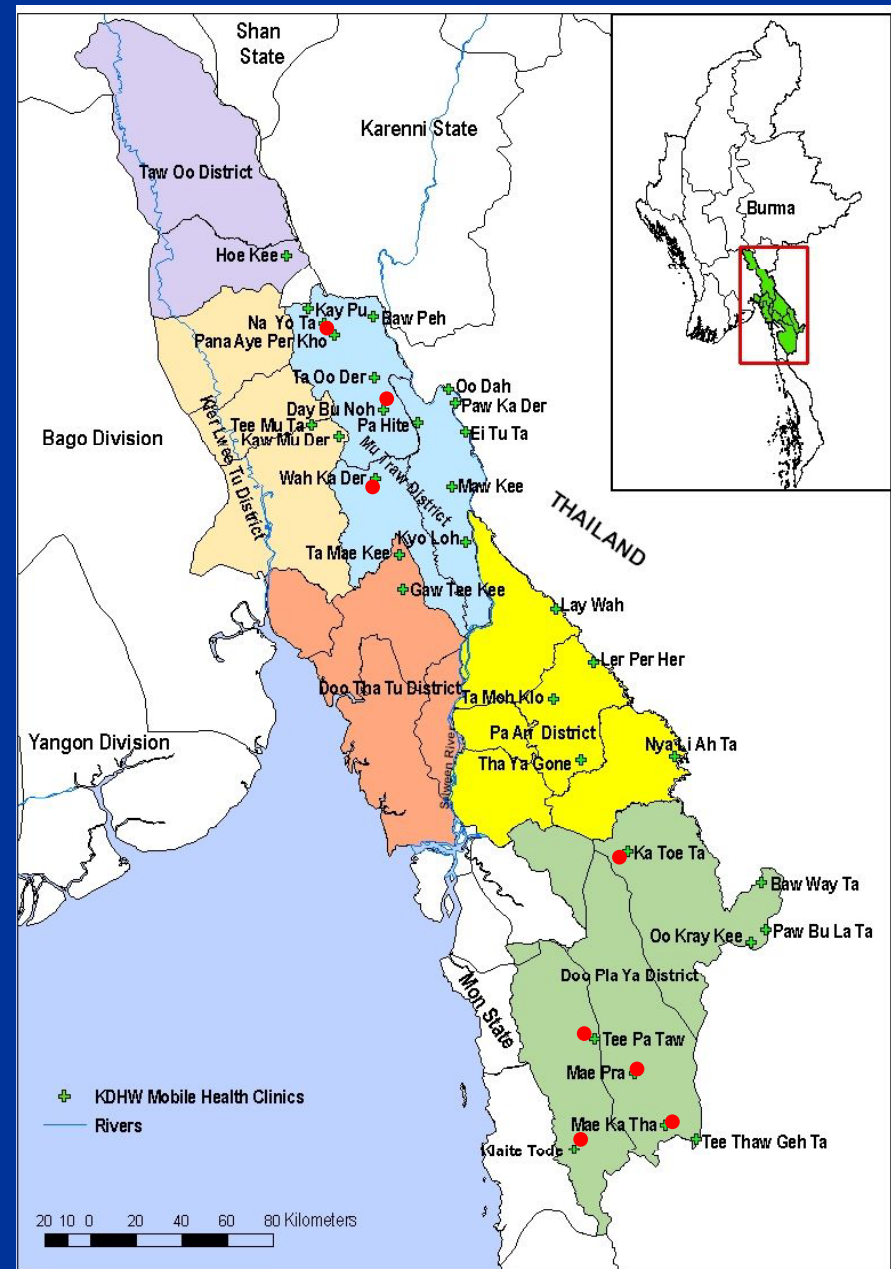 Shan
State
Karenni State
Burma
Taw Oo District
Hoe Kee
Kay Pu
Na Yo Ta
Baw Peh
Pana Aye Per Kho
Ta Oo Der
Oo Dah
Day Bu Noh
Paw Ka Der
Tee Mu Ta
Pa Hite
Ei Tu Ta
Kaw Mu Der
Bago Division
Kler Lwee Tu District
Mu Traw District
Wah Ka Der
Maw Kee
THAILAND
Kyo Loh
Ta Mae Kee
Gaw Tee Kee
Lay Wah
Ler Per Her
Doo Tha Tu District
Ta Moh Klo
Pa An District
Yangon Division
Nya Li Ah Ta
Tha Ya Gone
Salween River
Ka Toe Ta
Baw Way Ta
Oo Kray Kee
Paw Bu La Ta
Doo Pla Ya District
Mon State
Tee Pa Taw
Mae Pra
KDHW Mobile Health Clinics
Rivers
Mae Ka Tha
Klaite Tode
Tee Thaw Geh Ta
20 10 0 20 40 60 80 Kilometers